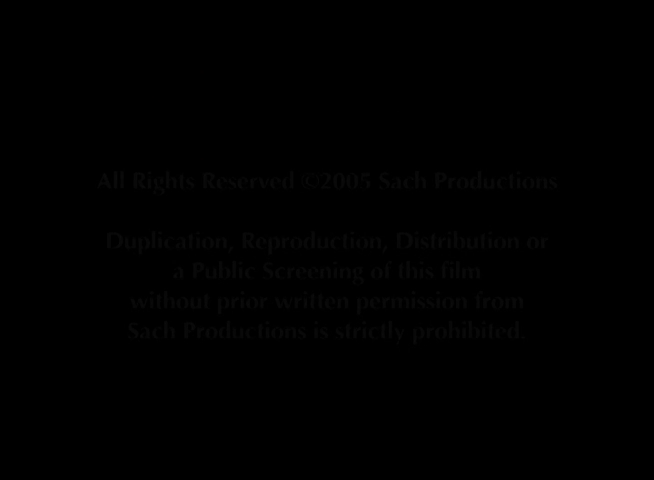 All Rights Reserved ©2005 Sach Productions
Duplication, Reproduction, Distribution or
a Public Screening of this film
without prior written permission from
Sach Productions is strictly prohibited.